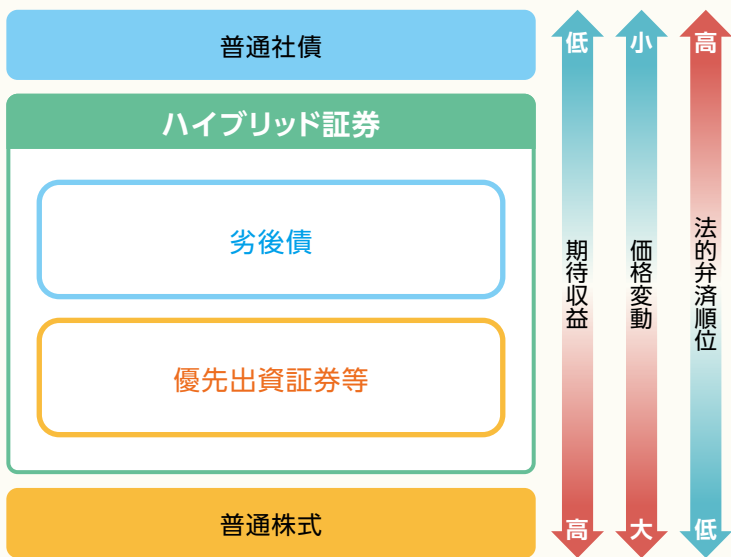 普通社債
ハイブリッド証券
劣後債
優先出資証券等
普通株式
低
期待収益
高
小
価格変動
大
高
法的弁済順位
低